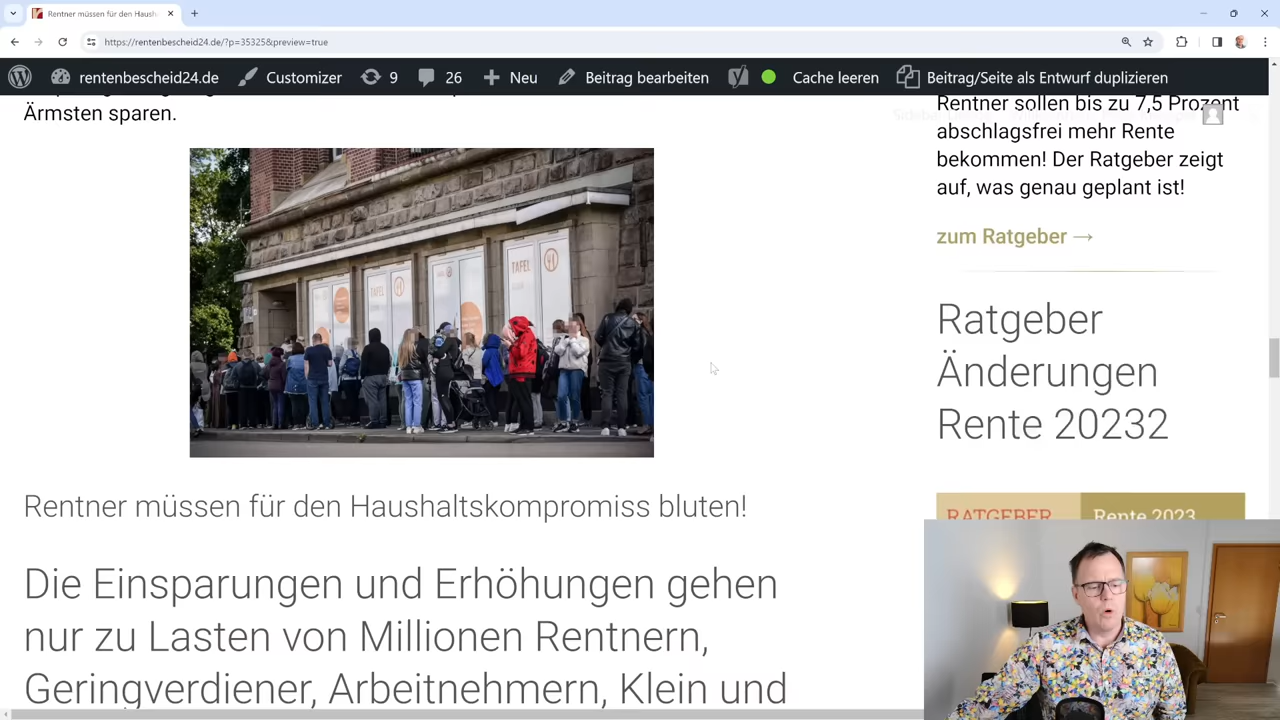 Rentner müssen für den Haush
https://rentenbescheid24.de/?p=35325&preview=true
rentenbescheid24.de
Customizer
9
26
Neu
Beitrag bearbeiten
Cache leeren
Beitrag/Seite als Entwurf duplizieren
Ärmsten sparen.
TAFEL
TAFEL
Rentner müssen für den Haushaltskompromiss bluten!
Die Einsparungen und Erhöhungen gehen
nur zu Lasten von Millionen Rentnern,
Geringverdiener, Arbeitnehmern, Klein und
Rentner sollen bis zu 7,5 Prozent
abschlagsfrei mehr Rente
bekommen! Der Ratgeber zeigt
auf, was genau geplant ist!
zum Ratgeber →
Ratgeber
Änderungen
Rente 20232
RATGEBER
Rente 2023